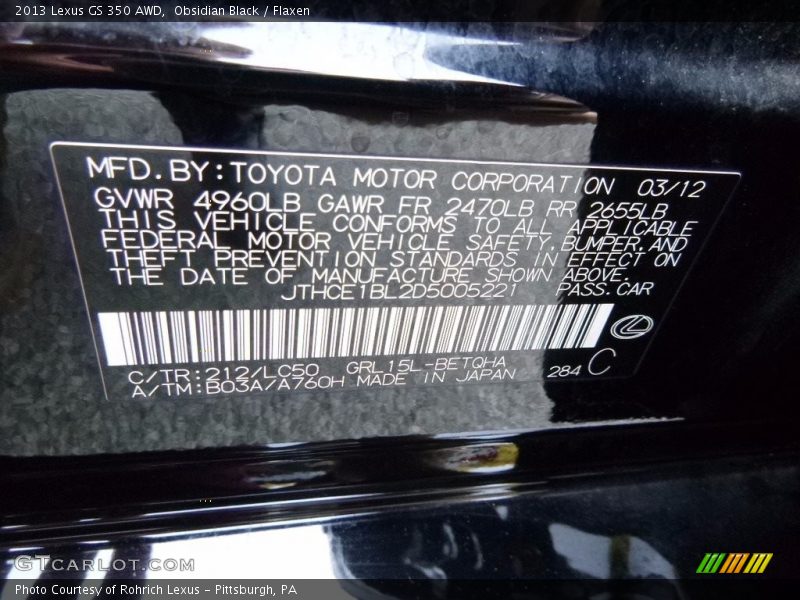 2013 Lexus GS 350 AWD,  Obsidian Black / Flaxen
MFD. BY: TOYOTA MOTOR CORPORATION 03/12
GVWR 4960LB GAWR FR 2470LB RR 2655LB
THIS VEHICLE CONFORMS TO ALL APPLICABLE
FEDERAL MOTOR VEHICLE SAFETY, BUMPER, AND
THEFT PREVENTION STANDARDS IN EFFECT ON
THE DATE OF MANUFACTURE SHOWN ABOVE.
JTHCE1BL2D5005221 PASS. CAR
C/TR: 212/LC50 GRL15L-BETQHA
A/TM: B03A/A760H MADE IN JAPAN 284 C
GTCARLOT.COM
Photo Courtesy of Rohrich Lexus - Pittsburgh, PA